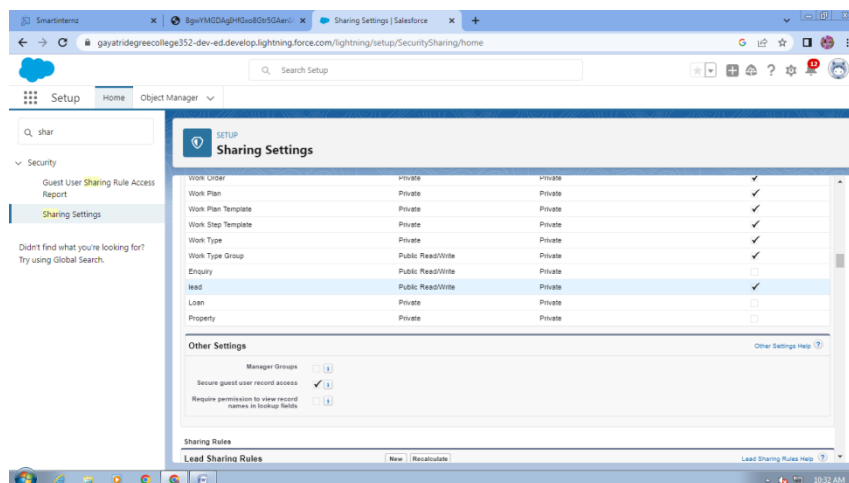 Smartinternz
BgwYMGDAgIHfGxo8GtrSGAen
Sharing Settings | Salesforce
gayatridegreecollege352-dev-ed.develop.lightning.force.com/lightning/setup/SecuritySharing/home
Search Setup
12
Setup Home Object Manager
shar
SETUP
Sharing Settings
Security
Guest User Sharing Rule Access
Report
Sharing Settings
Didn't find what you're looking for?
Try using Global Search.
Work Order Private Private
Work Plan Private Private
Work Plan Template Private Private
Work Step Template Private Private
Work Type Private Private
Work Type Group Public Read/Write Private
Enquiry Public Read/Write Private
lead Public Read/Write Private
Loan Private Private
Property Private Private
Other Settings Other Settings Help
Manager Groups
Secure guest user record access
Require permission to view record
names in lookup fields
Sharing Rules
Lead Sharing Rules New Recalculate Lead Sharing Rules Help
10:32 AM